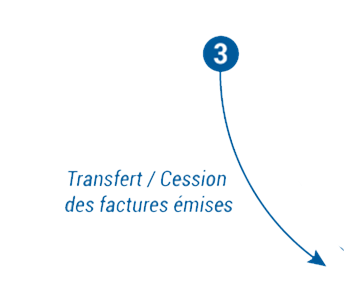 3
Transfert / Cession
des factures émises